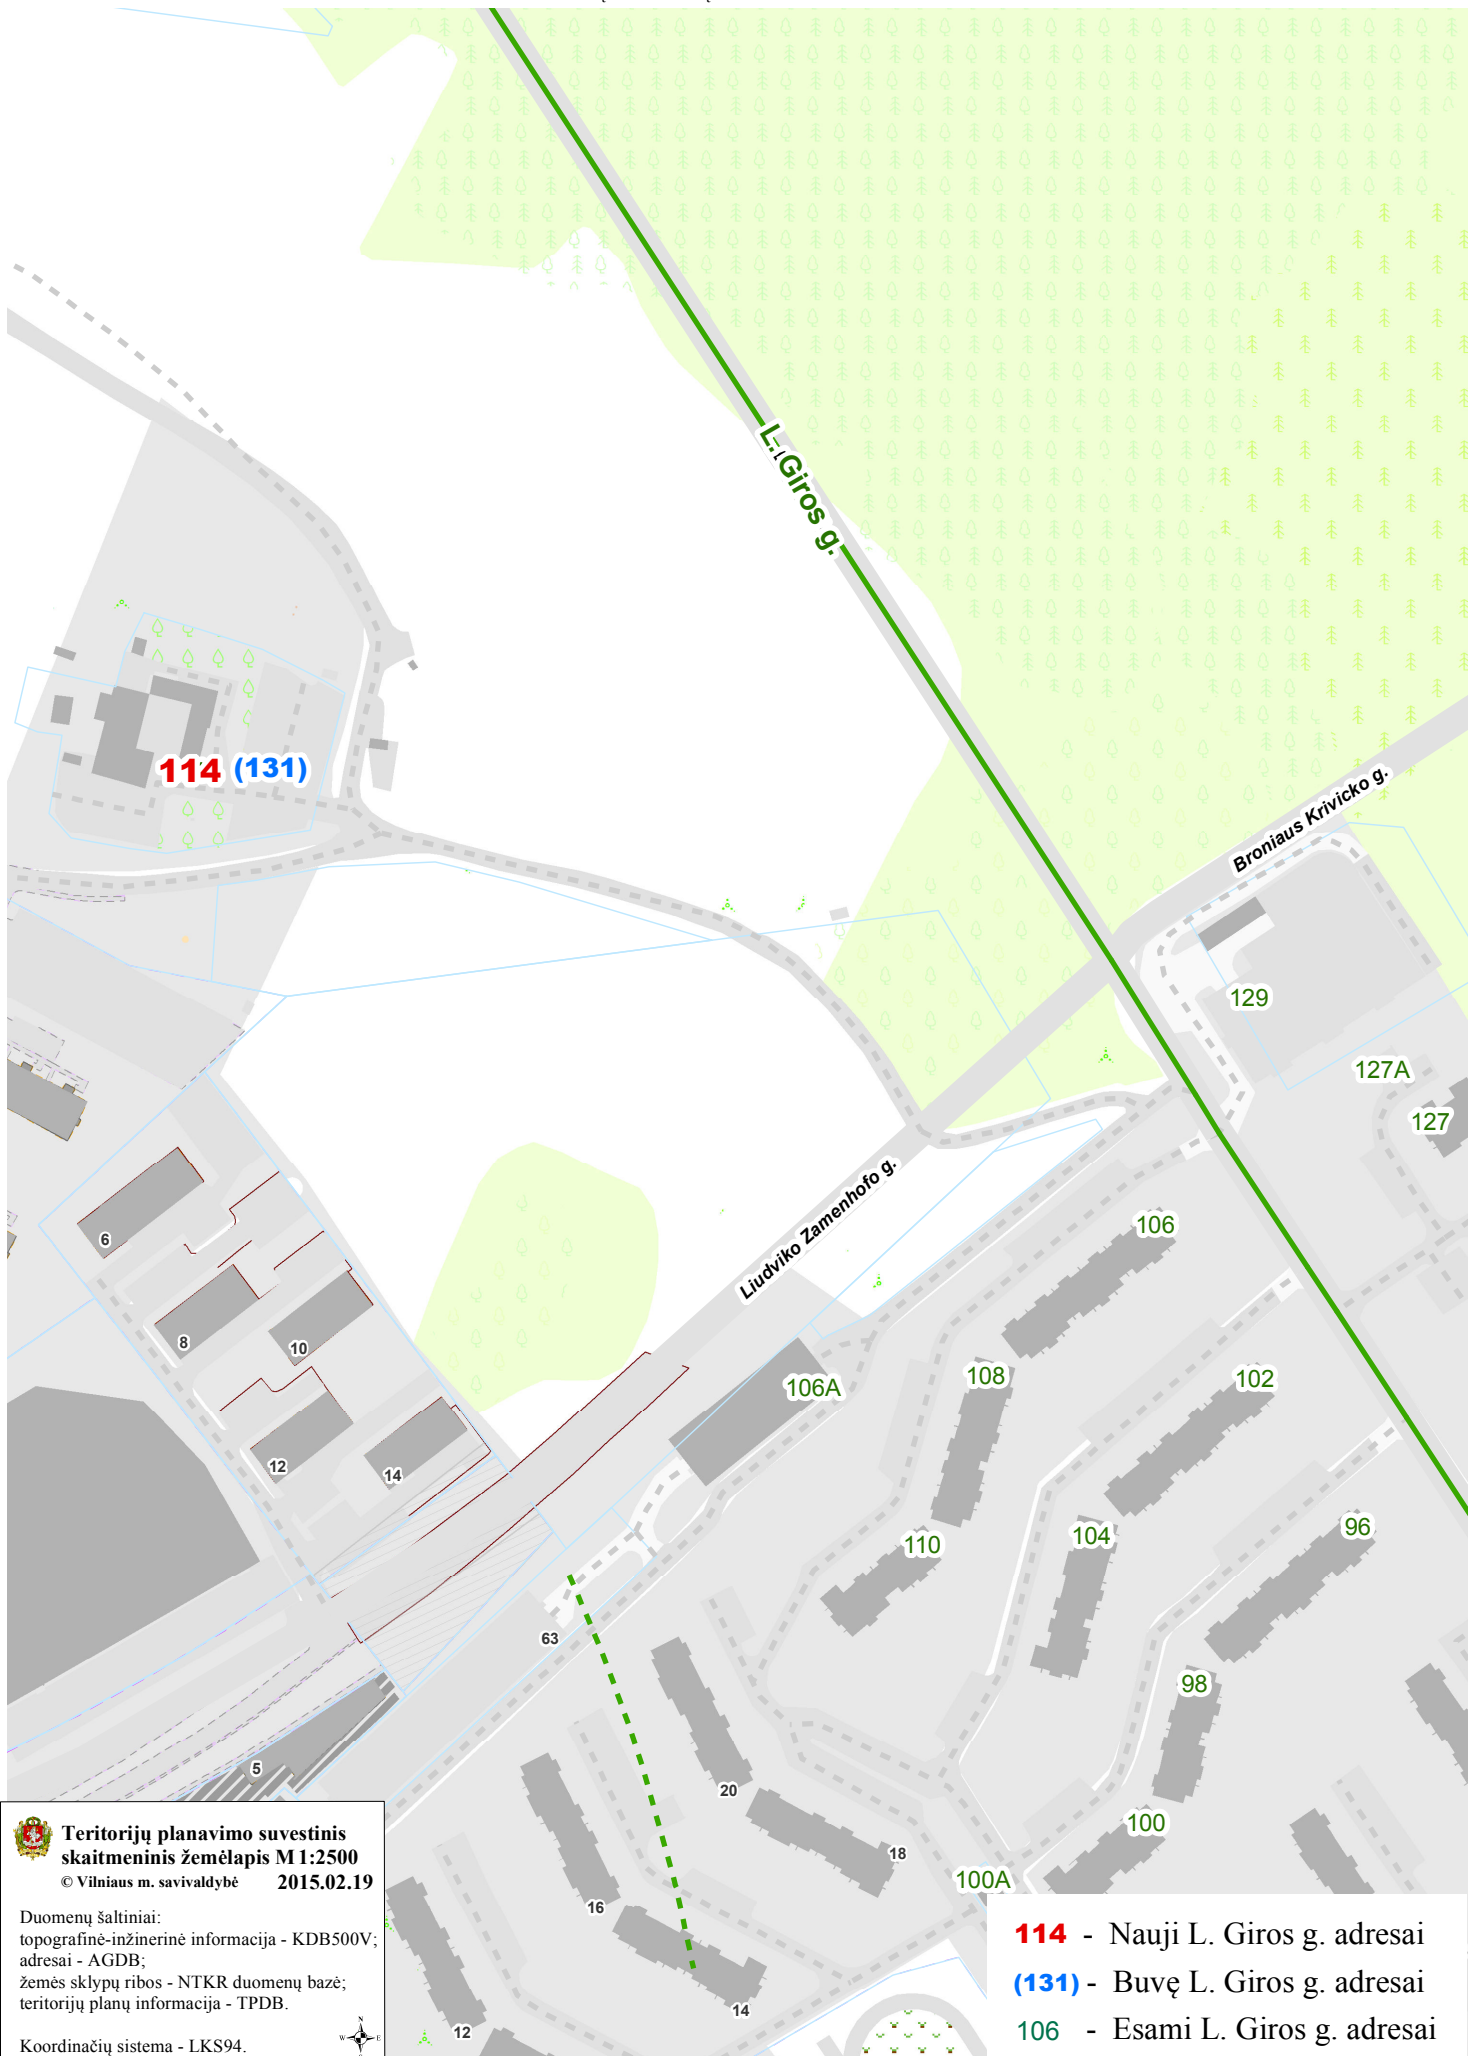 L. Giros g.
114 (131)
Broniaus Krivicko g.
129
127A
127
Liudviko Zamenhofo g.
106
6
8
10
108
102
106A
12
14
110
104
96
63
98
5
20
100
18
100A
16
14
12
Teritorijų planavimo suvestinis
skaitmeninis žemėlapis M 1:2500
© Vilniaus m. savivaldybė 2015.02.19
Duomenų šaltiniai:
topografinė-inžinerinė informacija - KDB500V;
adresai - AGDB;
žemės sklypų ribos - NTKR duomenų bazė;
teritorijų planų informacija - TPDB.
Koordinačių sistema - LKS94.
N
W E
114 - Nauji L. Giros g. adresai
(131) - Buvę L. Giros g. adresai
106 - Esami L. Giros g. adresai